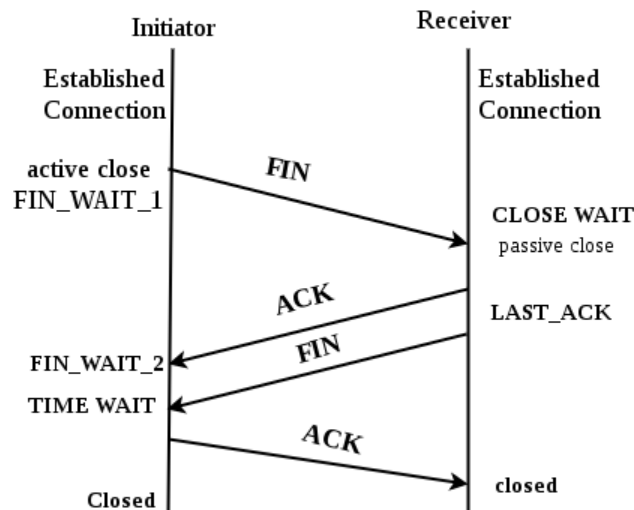 Initiator
Receiver
Established
Connection
Established
Connection
active close
FIN_WAIT_1
FIN
CLOSE WAIT
passive close
ACK
LAST_ACK
FIN
FIN_WAIT_2
TIME WAIT
ACK
closed
Closed